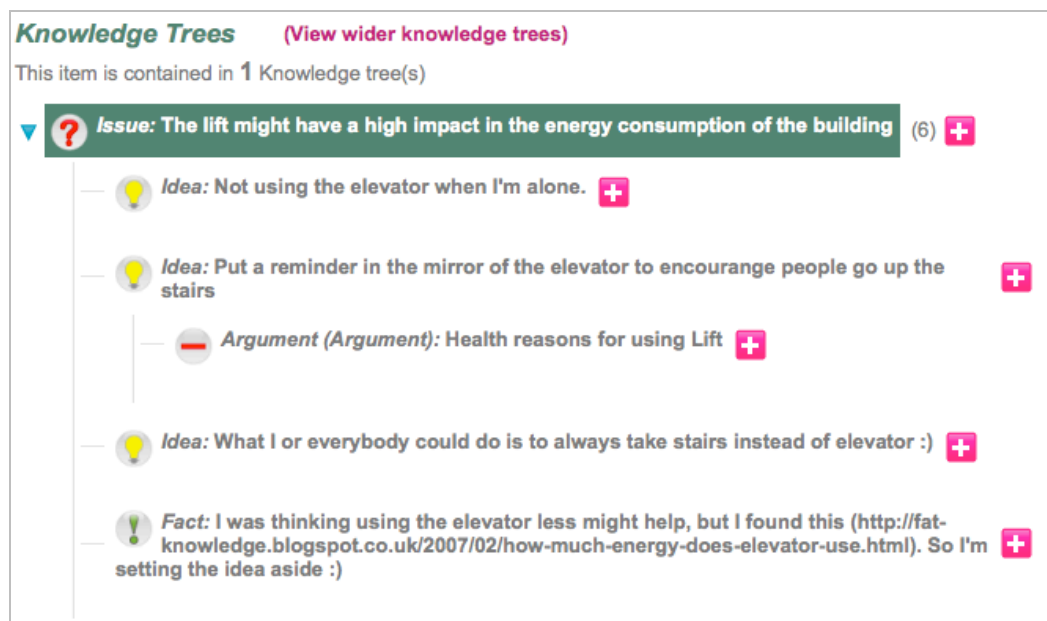 Knowledge Trees (View wider knowledge trees)
This item is contained in 1 Knowledge tree(s)
Issue: The lift might have a high impact in the energy consumption of the building (6)
Idea: Not using the elevator when I'm alone.
Idea: Put a reminder in the mirror of the elevator to encourange people go up the
stairs
Argument (Argument): Health reasons for using Lift
Idea: What I or everybody could do is to always take stairs instead of elevator :)
Fact: I was thinking using the elevator less might help, but I found this (http://fat-
knowledge.blogspot.co.uk/2007/02/how-much-energy-does-elevator-use.html). So I'm
setting the idea aside :)